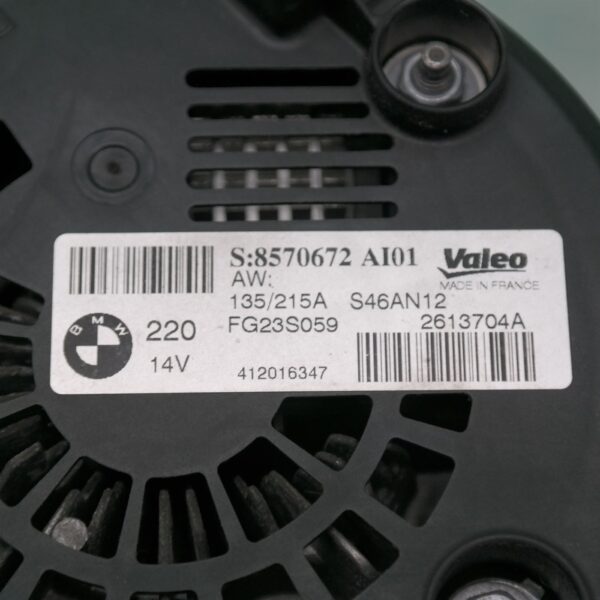 S:8570672 AI01 Valeo
AW:
MADE IN FRANCE
135/215A S46AN12
BMW 220 FG23S059 2613704A
14V 412016347